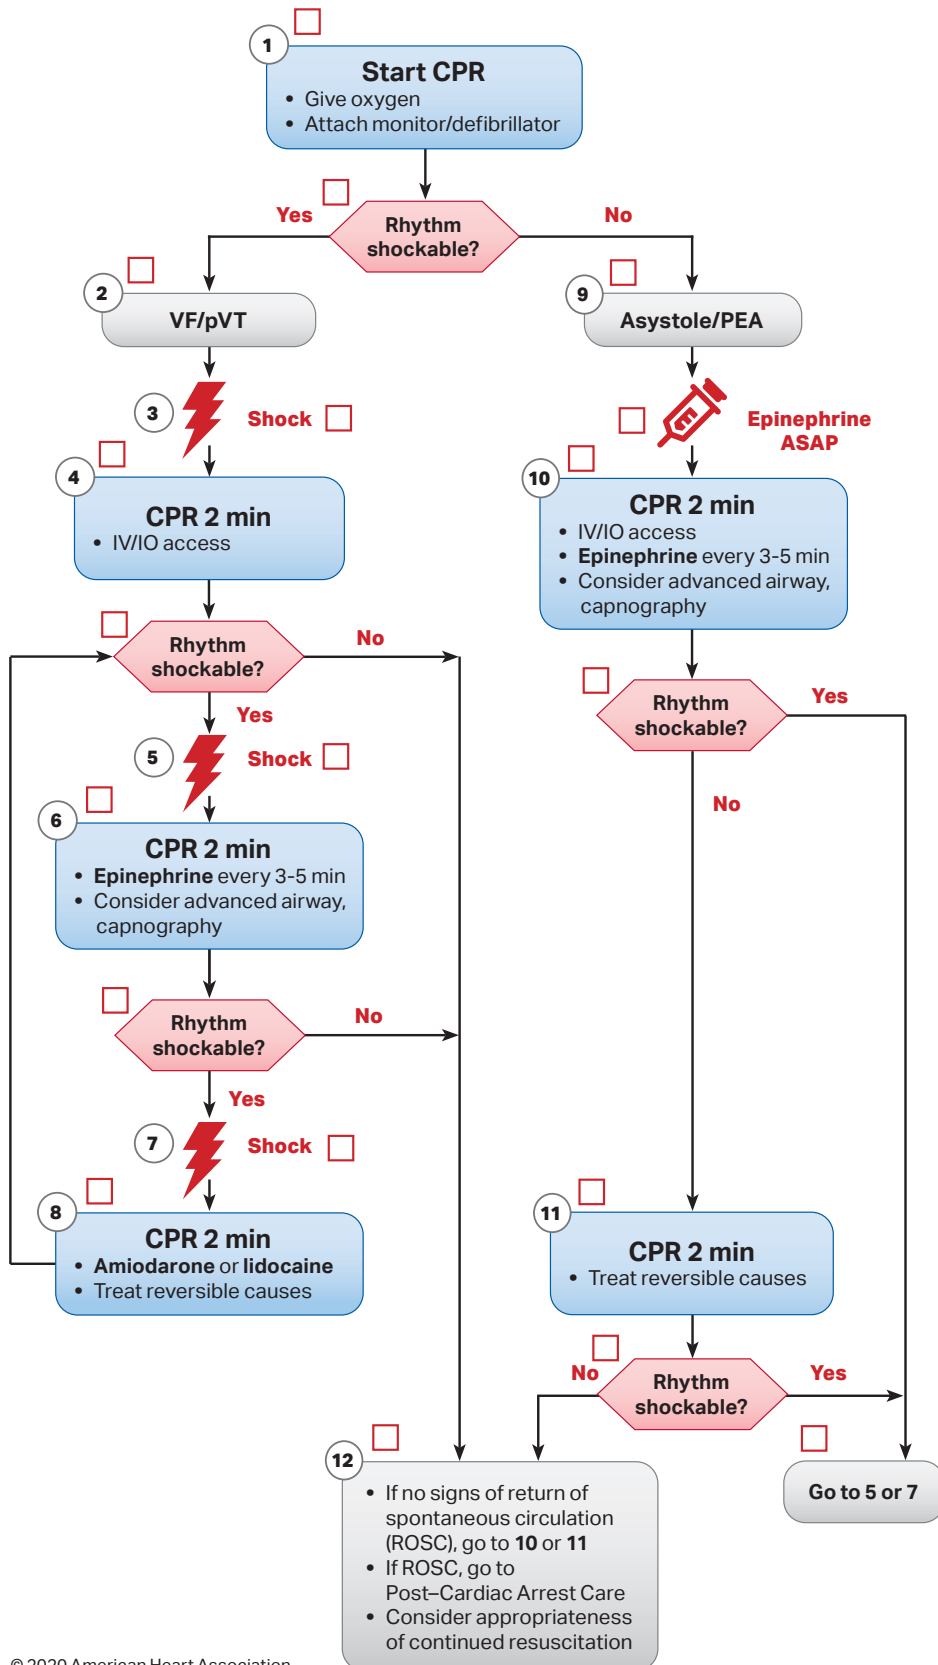 1
Start CPR
• Give oxygen
• Attach monitor/defibrillator
Rhythm
shockable?
Yes
No
2
VF/pVT
3
Shock
4
CPR 2 min
• IV/IO access
Rhythm
shockable?
No
Yes
5
Shock
6
CPR 2 min
• Epinephrine every 3-5 min
• Consider advanced airway,
capnography
Rhythm
shockable?
No
Yes
7
Shock
8
CPR 2 min
• Amiodarone or lidocaine
• Treat reversible causes
9
Asystole/PEA
Epinephrine
ASAP
10
CPR 2 min
• IV/IO access
• Epinephrine every 3-5 min
• Consider advanced airway,
capnography
Rhythm
shockable?
Yes
No
11
CPR 2 min
• Treat reversible causes
Rhythm
shockable?
No
Yes
12
• If no signs of return of
spontaneous circulation
(ROSC), go to 10 or 11
• If ROSC, go to
Post–Cardiac Arrest Care
• Consider appropriateness
of continued resuscitation
Go to 5 or 7
© 2020 American Heart Association